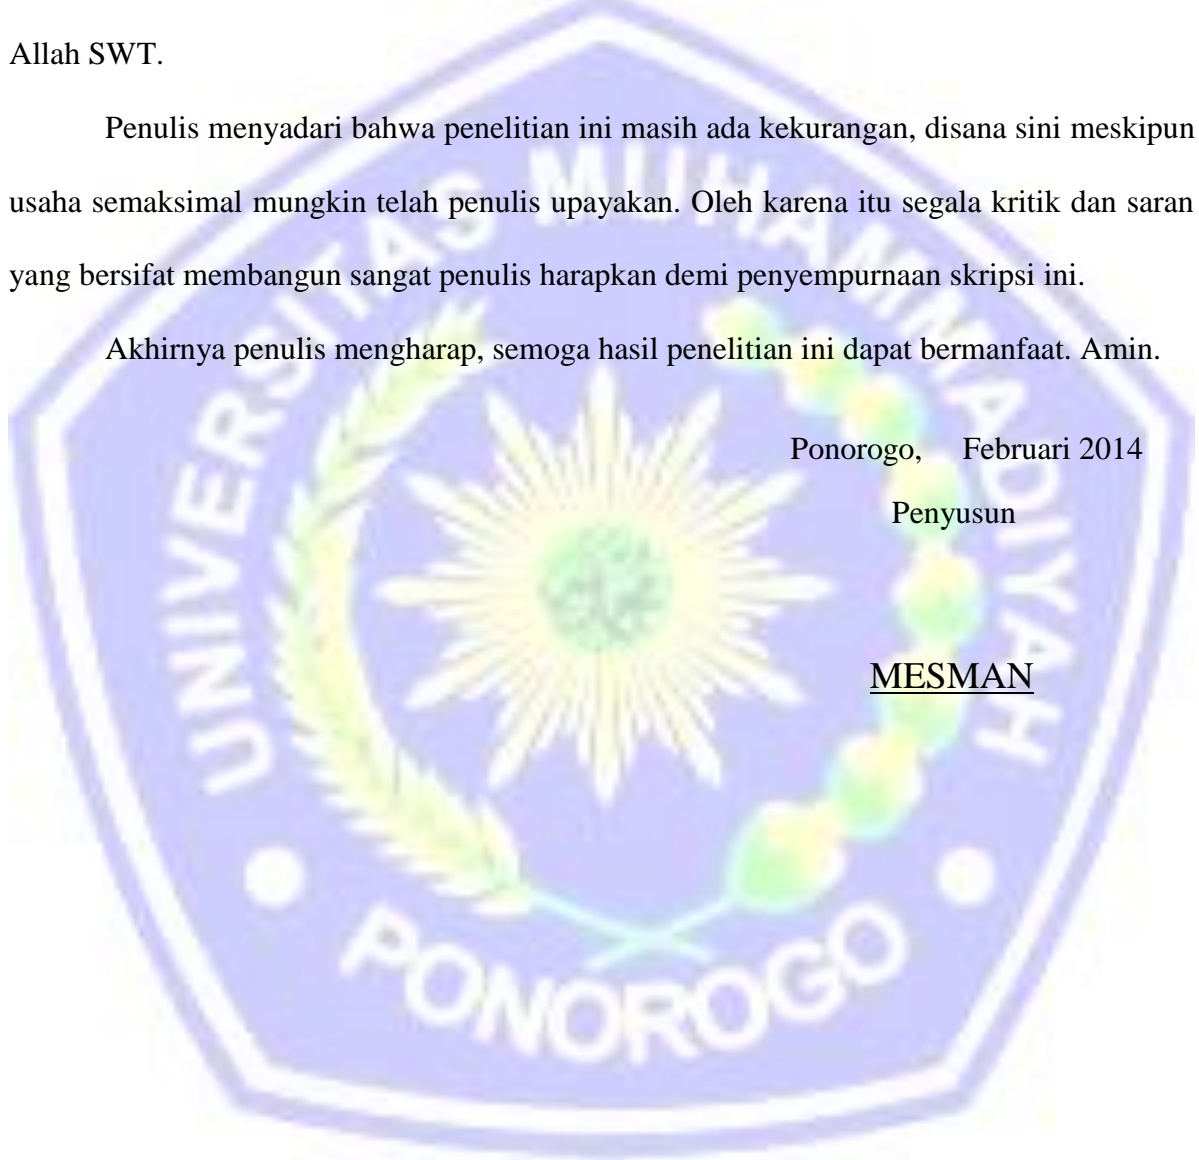 Allah SWT.
Penulis menyadari bahwa penelitian ini masih ada kekurangan, disana sini meskipun
usaha semaksimal mungkin telah penulis upayakan. Oleh karena itu segala kritik dan saran
yang bersifat membangun sangat penulis harapkan demi penyempurnaan skripsi ini.
Akhirnya penulis mengharap, semoga hasil penelitian ini dapat bermanfaat. Amin.
Ponorogo, Februari 2014
Penyusun
MESMAN
UNIVERSITAS MUHAMMADIYAH
PONOROGO